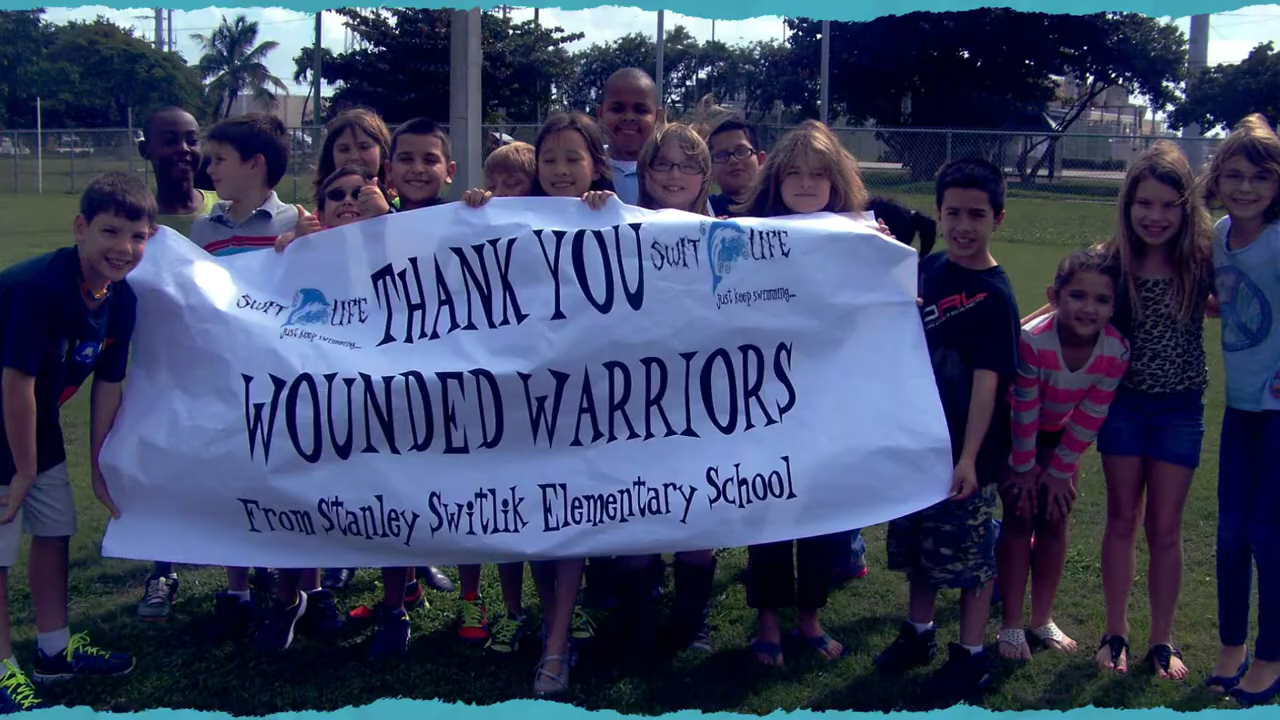 SWIFT LIFE
Just keep swimming...
THANK YOU
SWIFT LIFE
Just keep swimming...
WOUNDED WARRIORS
From Stanley Switlik Elementary School